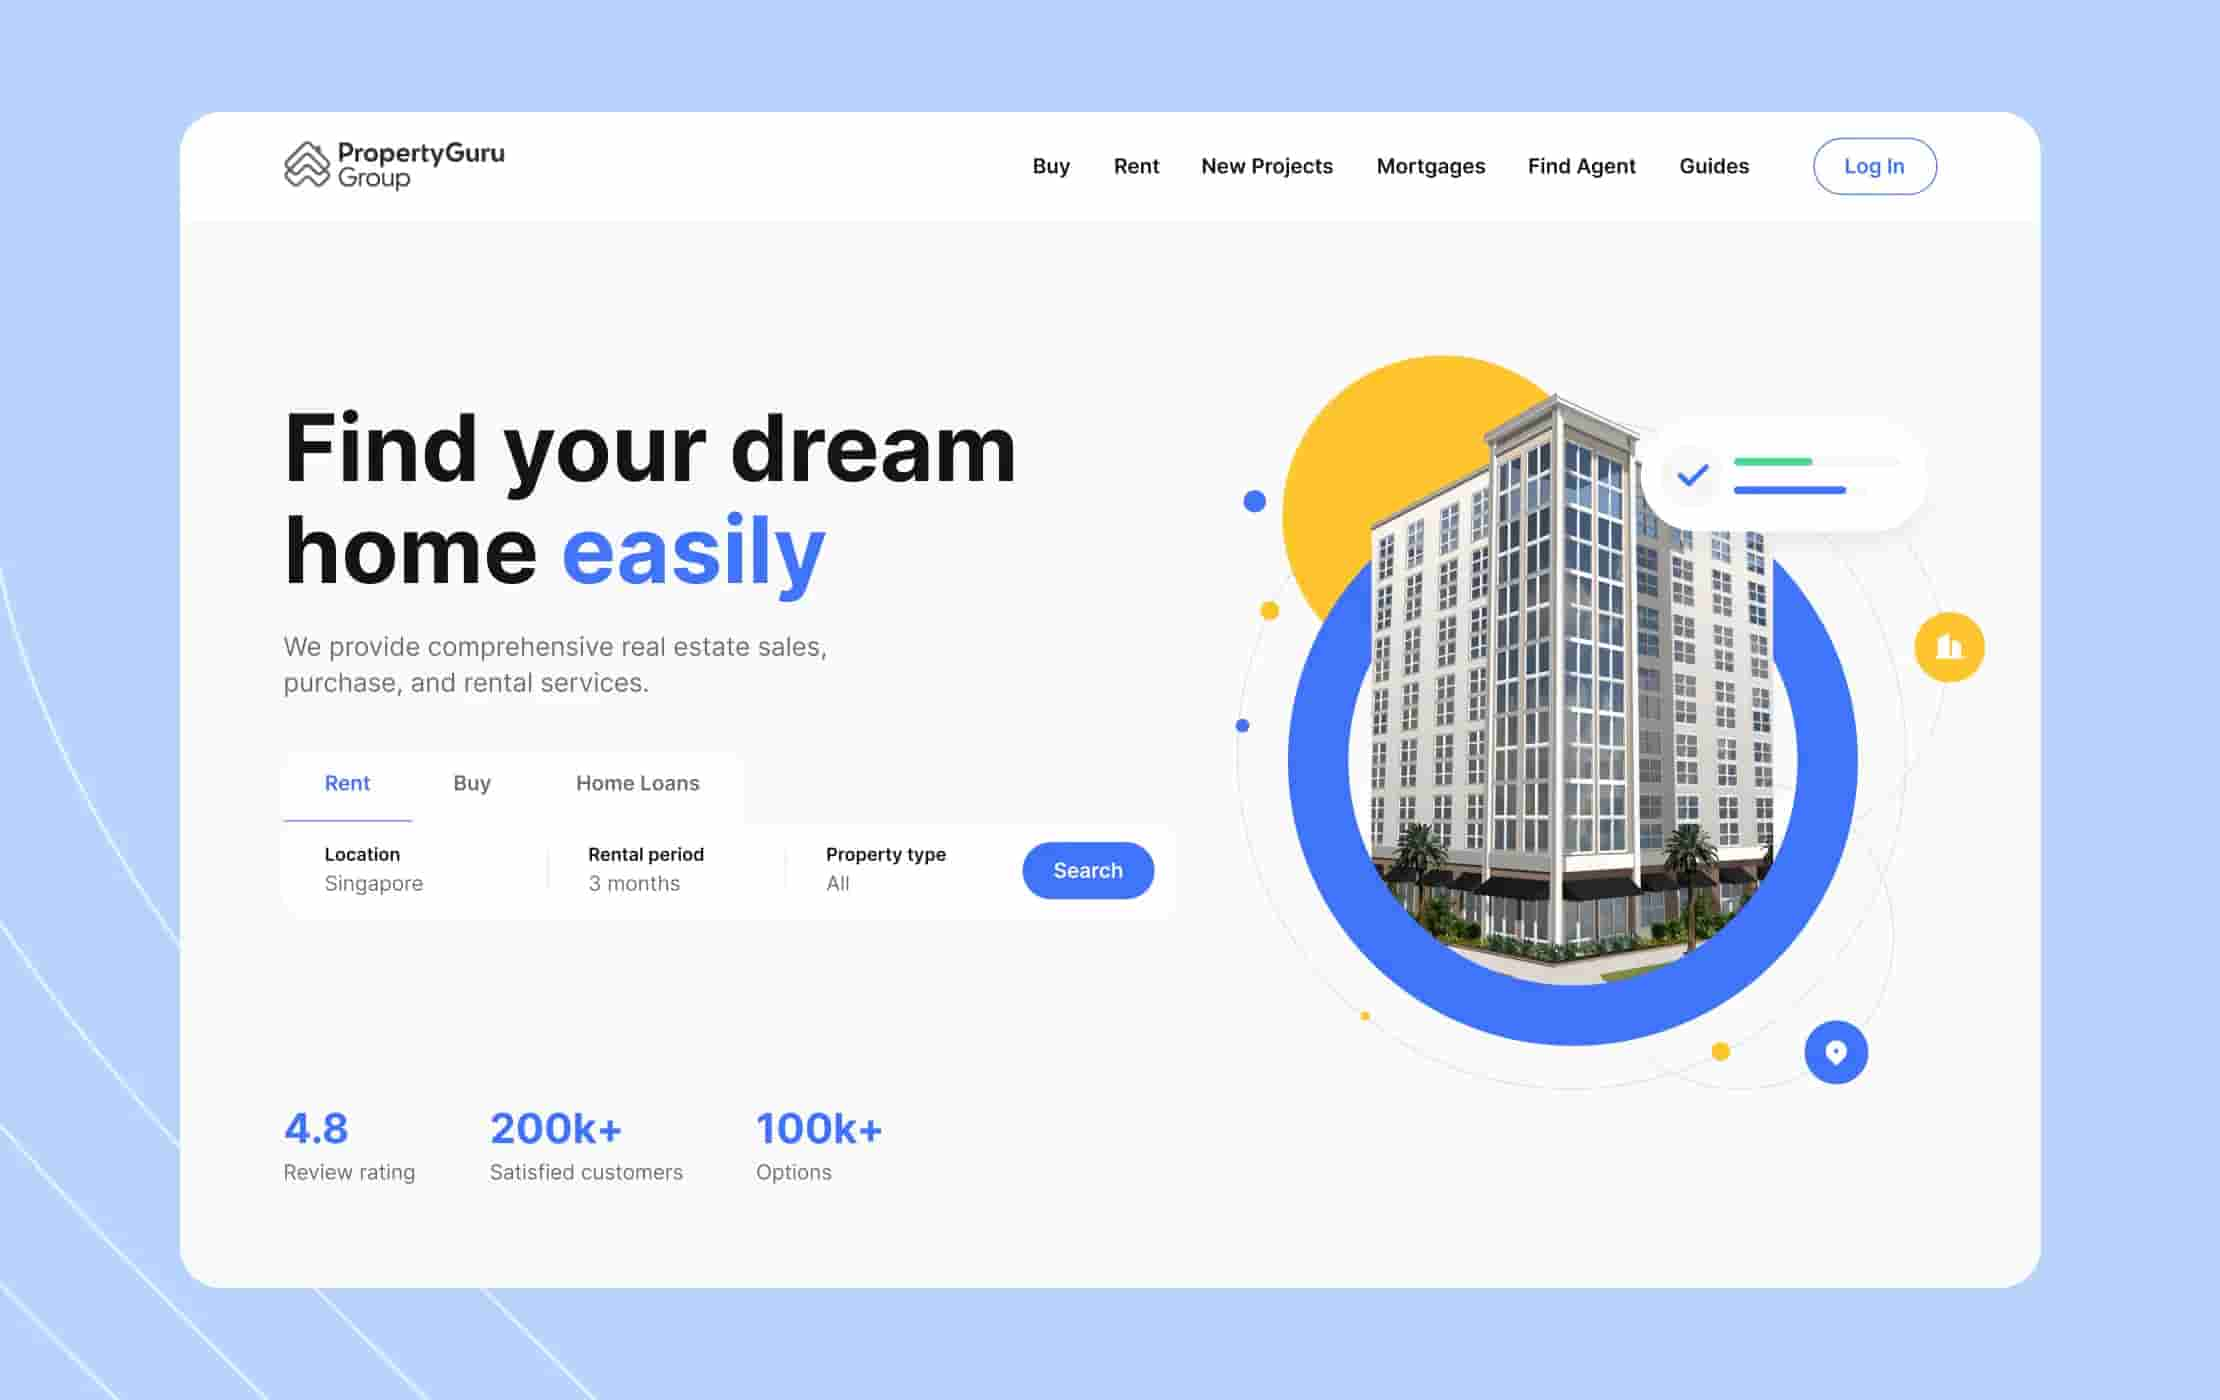 PropertyGuru
Group
Buy
Rent
New Projects
Mortgages
Find Agent
Guides
Log In
Find your dream
home easily
We provide comprehensive real estate sales,
purchase, and rental services.
Rent
Buy
Home Loans
Location
Singapore
Rental period
3 months
Property type
All
Search
4.8
Review rating
200k+
Satisfied customers
100k+
Options